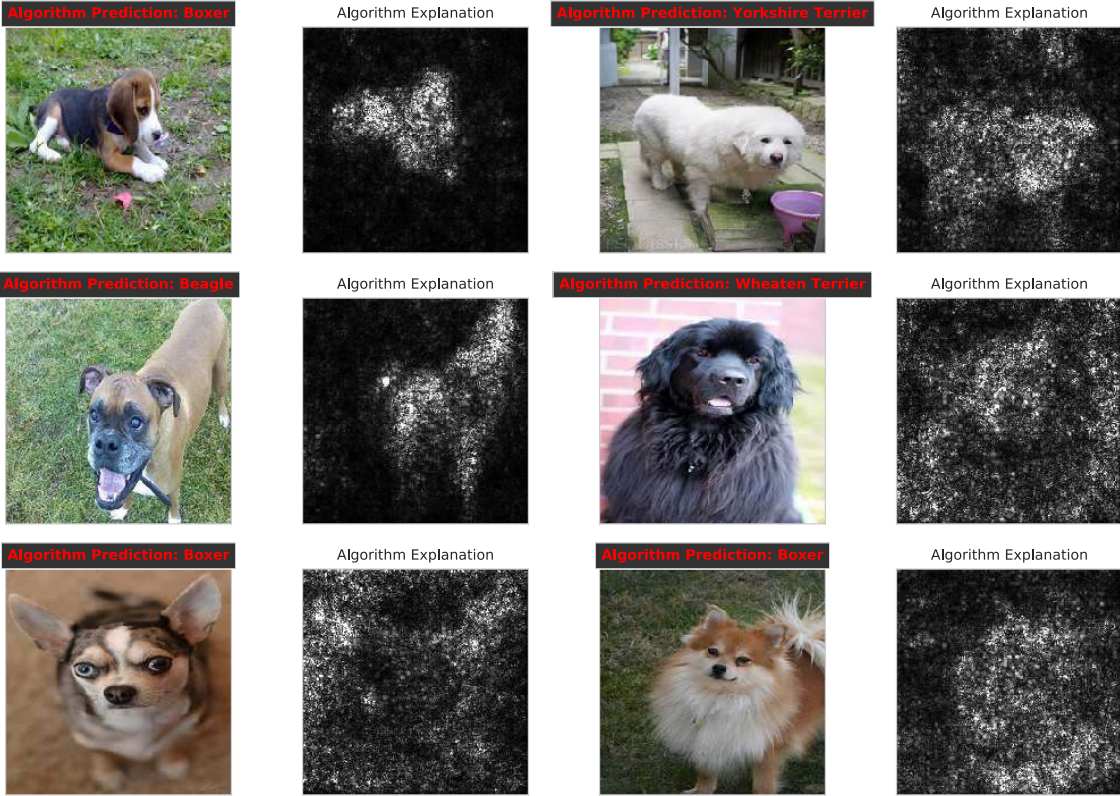 Algorithm Prediction: Boxer
Algorithm Explanation
Algorithm Prediction: Yorkshire Terrier
Algorithm Explanation
Algorithm Prediction: Beagle
Algorithm Explanation
Algorithm Prediction: Wheaten Terrier
Algorithm Explanation
Algorithm Prediction: Boxer
Algorithm Explanation
Algorithm Prediction: Boxer
Algorithm Explanation